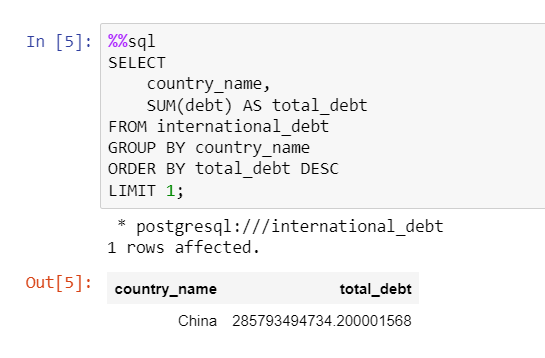 In [5]: %%sql
SELECT
    country_name,
    SUM(debt) AS total_debt
FROM international_debt
GROUP BY country_name
ORDER BY total_debt DESC
LIMIT 1;
* postgresql:///international_debt
1 rows affected.
Out[5]: country_name total_debt
China 285793494734.200001568